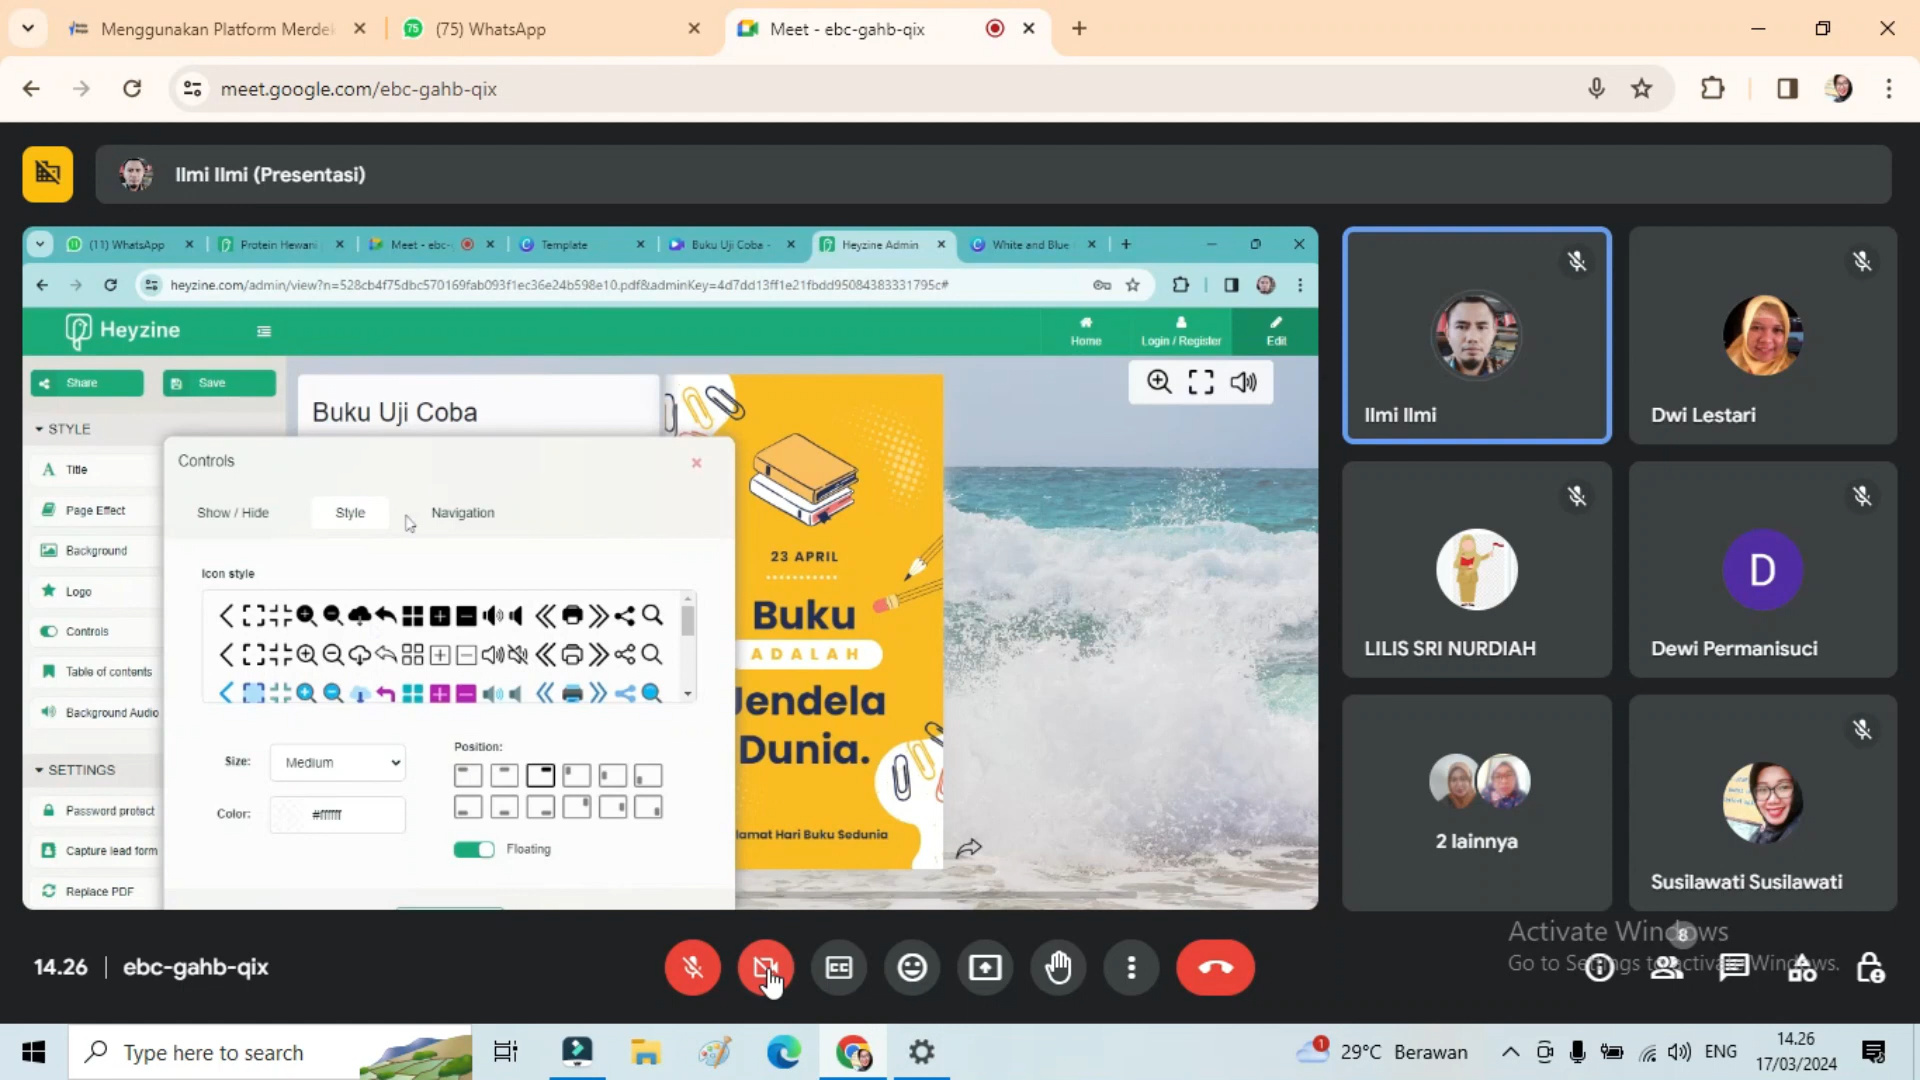 Menggunakan Platform Merdek
75
(75) WhatsApp
Meet - ebc-gahb-qix
meet.google.com/ebc-gahb-qix
Ilmi Ilmi (Presentasi)
(11) WhatsApp
Protein Hewani
Meet - ebc-
Template
Buku Uji Coba -
Heyzine Admin
White and Blue
heyzine.com/admin/view?n=528cb4f75dbc570169fab093f1ec36e24b598e10.pdf&adminKey=4d7dd13ff1e21fbdd95084383331795c#
Heyzine
Home
Login / Register
Edit
Share
Save
STYLE
Title
Page Effect
Background
Logo
Controls
Table of contents
Background Audio
SETTINGS
Password protect
Capture lead form
Replace PDF
Buku Uji Coba
Controls
Show / Hide
Style
Navigation
Icon style
Size:
Medium
Color:
#ffffff
Position:
Floating
23 APRIL
Buku
ADALAH
Jendela
Dunia.
lamat Hari Buku Sedunia
Ilmi Ilmi
Dwi Lestari
LILIS SRI NURDIAH
D
Dewi Permanisuci
2 lainnya
Susilawati Susilawati
Activate Windows
Go to Settings to activate Windows.
8
14.26
ebc-gahb-qix
Type here to search
1
29°C Berawan
ENG
14.26
17/03/2024